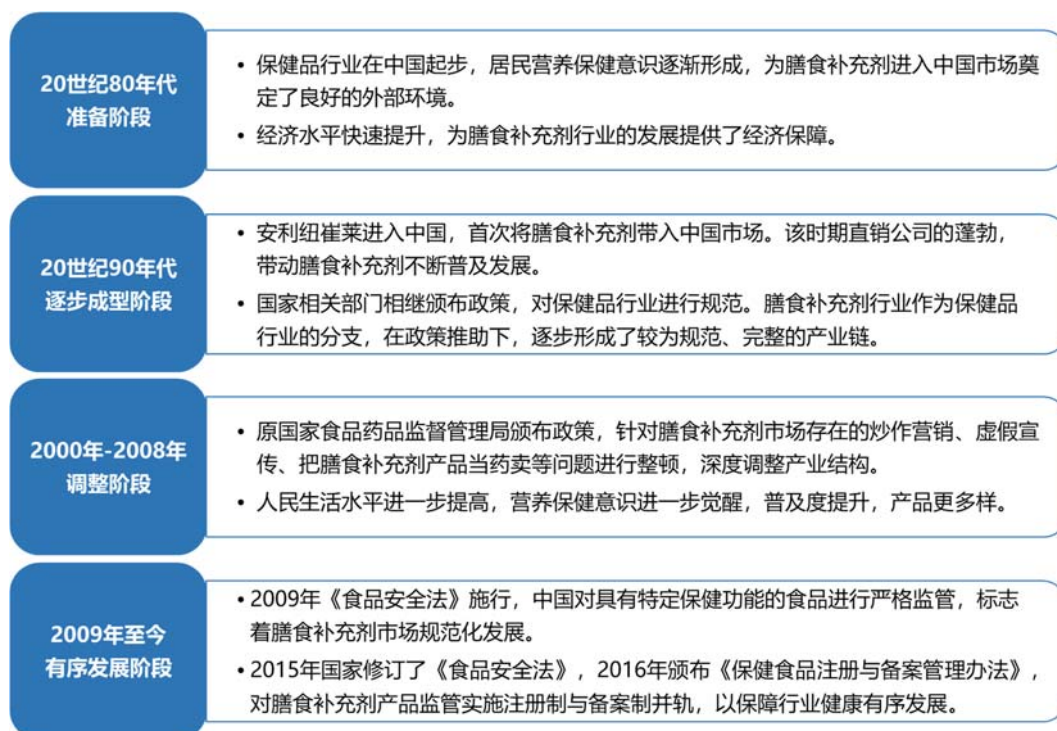 20世纪80年代
准备阶段
• 保健品行业在中国起步，居民营养保健意识逐渐形成，为膳食补充剂进入中国市场奠
定了良好的外部环境。
• 经济水平快速提升，为膳食补充剂行业的发展提供了经济保障。
20世纪90年代
逐步成型阶段
• 安利纽崔莱进入中国，首次将膳食补充剂带入中国市场。该时期直销公司的蓬勃，
带动膳食补充剂不断普及发展。
• 国家相关部门相继颁布政策，对保健品行业进行规范。膳食补充剂行业作为保健品
行业的分支，在政策推助下，逐步形成了较为规范、完整的产业链。
2000年-2008年
调整阶段
• 原国家食品药品监督管理局颁布政策，针对膳食补充剂市场存在的炒作营销、虚假宣
传、把膳食补充剂产品当药卖等问题进行整顿，深度调整产业结构。
• 人民生活水平进一步提高，营养保健意识进一步觉醒，普及度提升，产品更多样。
2009年至今
有序发展阶段
• 2009年《食品安全法》施行，中国对具有特定保健功能的食品进行严格监管，标志
着膳食补充剂市场规范化发展。
• 2015年国家修订了《食品安全法》，2016年颁布《保健食品注册与备案管理办法》，
对膳食补充剂产品监管实施注册制与备案制并轨，以保障行业健康有序发展。